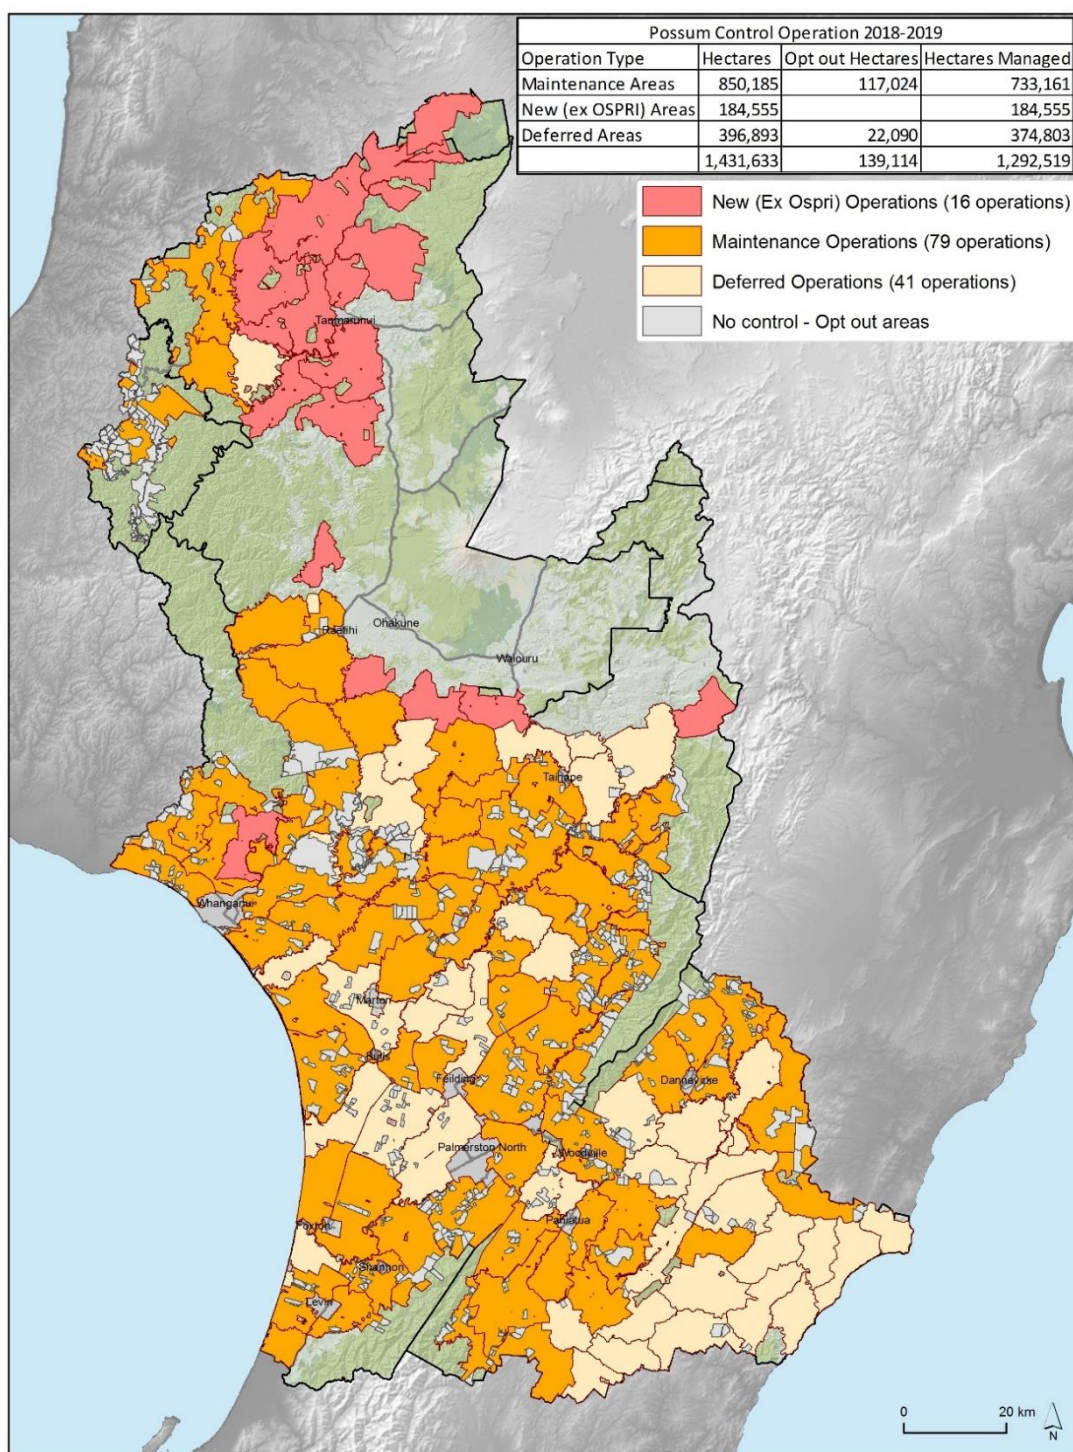 Possum Control Operation 2018-2019
Operation Type Hectares Opt out Hectares Hectares Managed
Maintenance Areas 850,185 117,024 733,161
New (ex OSPRI) Areas 184,555 184,555
Deferred Areas 396,893 22,090 374,803
1,431,633 139,114 1,292,519
New (Ex Ospri) Operations (16 operations)
Maintenance Operations (79 operations)
Deferred Operations (41 operations)
No control - Opt out areas
Taumarunui
Raetihi
Ohakune
Waiouru
Taihape
Whanganui
Marton
Bulls
Feilding
Dannevirke
Palmerston North
Woodville
Foxton
Pahiatua
Shannon
Levin
0 20 km
N